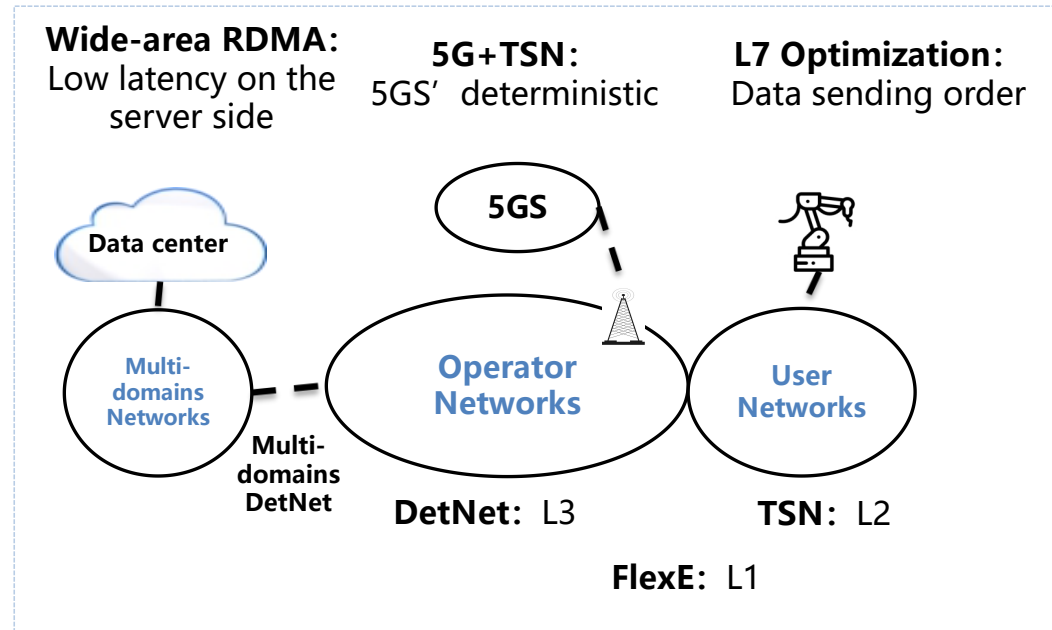 Wide-area RDMA：
Low latency on the
server side
5G+TSN：
5GS’ deterministic
L7 Optimization：
Data sending order
5GS
Data center
Multi-
domains
Networks
Operator
Networks
User
Networks
Multi-
domains
DetNet
DetNet： L3
TSN： L2
FlexE： L1